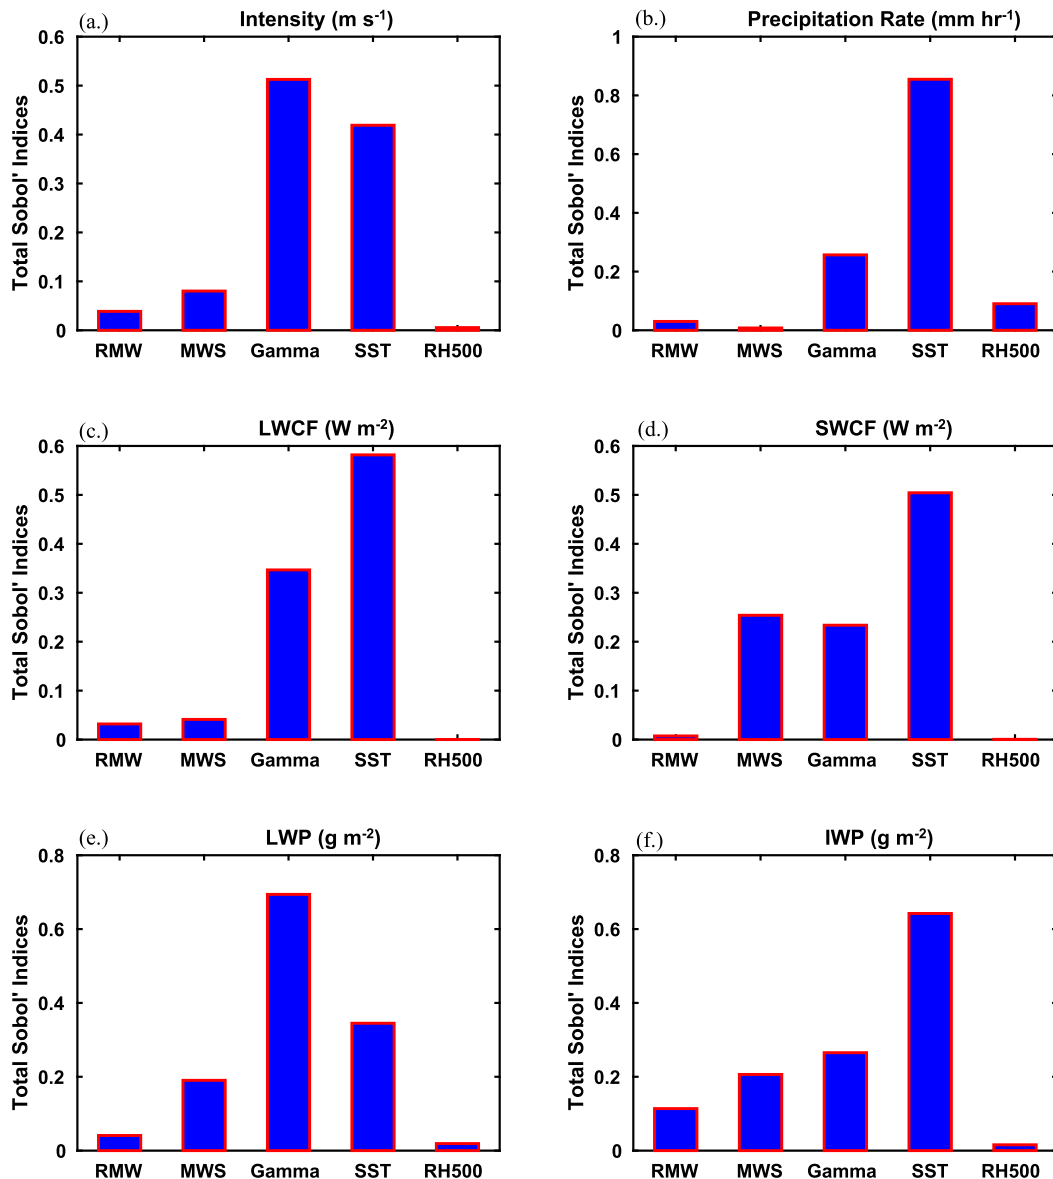 (a.) Intensity (m s-1)
Total Sobol' Indices
0.6
0.5
0.4
0.3
0.2
0.1
0
RMW MWS Gamma SST RH500
(b.) Precipitation Rate (mm hr-1)
Total Sobol' Indices
1
0.8
0.6
0.4
0.2
0
RMW MWS Gamma SST RH500
(c.) LWCF (W m-2)
Total Sobol' Indices
0.6
0.5
0.4
0.3
0.2
0.1
0
RMW MWS Gamma SST RH500
(d.) SWCF (W m-2)
Total Sobol' Indices
0.6
0.5
0.4
0.3
0.2
0.1
0
RMW MWS Gamma SST RH500
(e.) LWP (g m-2)
Total Sobol' Indices
0.8
0.6
0.4
0.2
0
RMW MWS Gamma SST RH500
(f.) IWP (g m-2)
Total Sobol' Indices
0.8
0.6
0.4
0.2
0
RMW MWS Gamma SST RH500